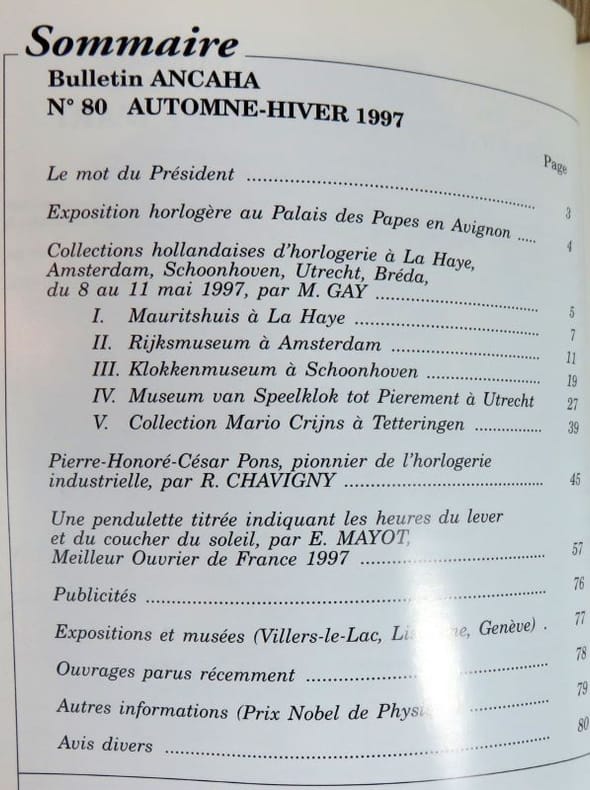 Sommaire
Bulletin ANCAHA
N° 80 AUTOMNE-HIVER 1997
Page
Le mot du Président ........ 3
Exposition horlogère au Palais des Papes en Avignon ..... 4
Collections hollandaises d'horlogerie à La Haye,
Amsterdam, Schoonhoven, Utrecht, Bréda,
du 8 au 11 mai 1997, par M. GAY ........ 5
I. Mauritshuis à La Haye ........ 7
II. Rijksmuseum à Amsterdam ........ 11
III. Klokkenmuseum à Schoonhoven ........ 19
IV. Museum van Speelklok tot Pierement à Utrecht 27
V. Collection Mario Crijns à Tetteringen ........ 39
Pierre-Honoré-César Pons, pionnier de l'horlogerie
industrielle, par R. CHAVIGNY ........ 45
Une pendulette titrée indiquant les heures du lever
et du coucher du soleil, par E. MAYOT,
Meilleur Ouvrier de France 1997 ........ 57
Publicités ........ 76
Expositions et musées (Villers-le-Lac, Genève) . 77
Ouvrages parus récemment ........ 78
Autres informations (Prix Nobel de ........ 79
Avis divers ........ 80